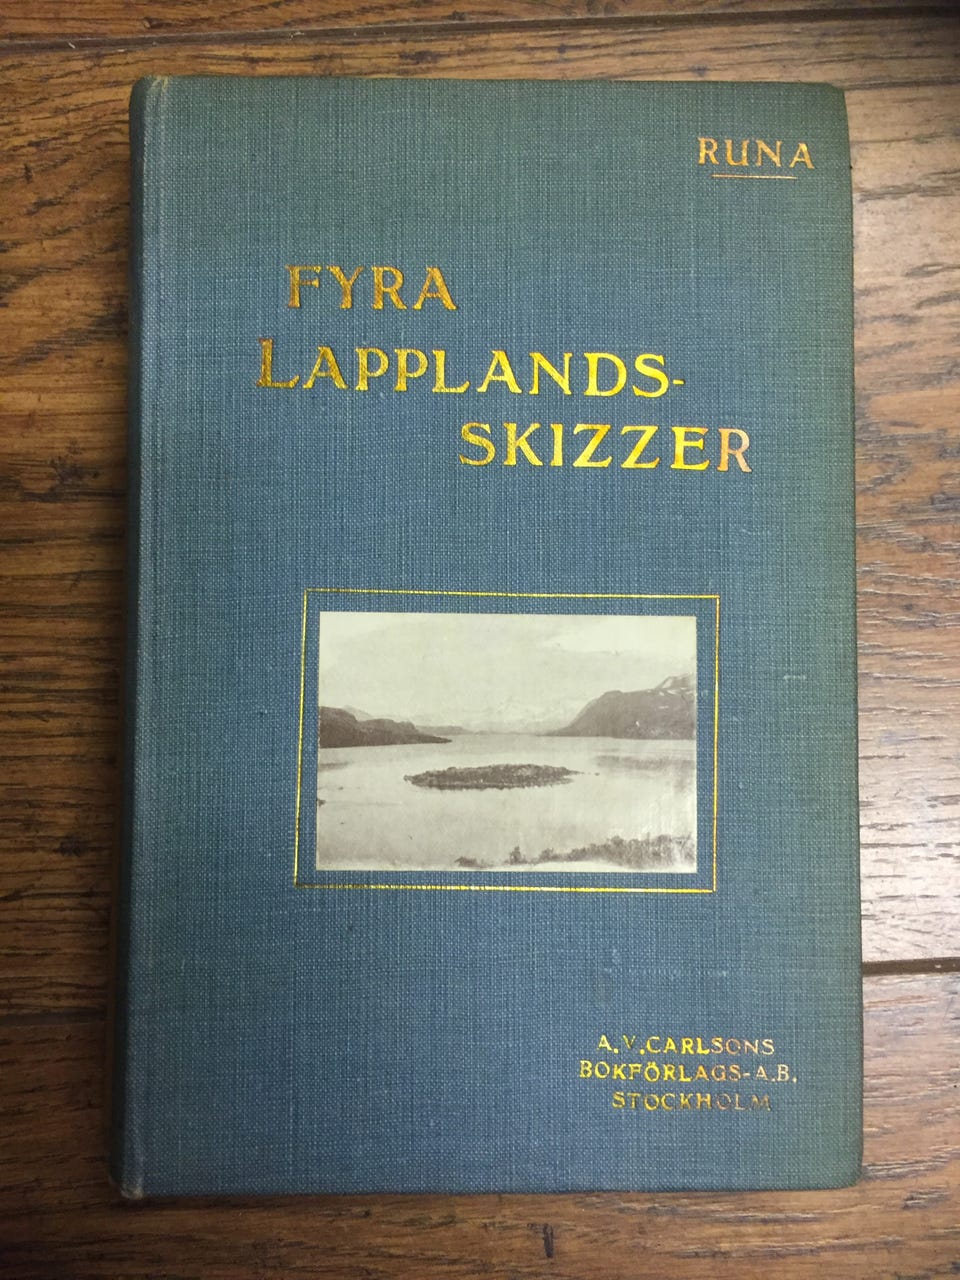 RUNA
FYRA
LAPPLANDS-
SKIZZER
A.V.CARLSONS
BOKFÖRLAGS-A.B.
STOCKHOLM